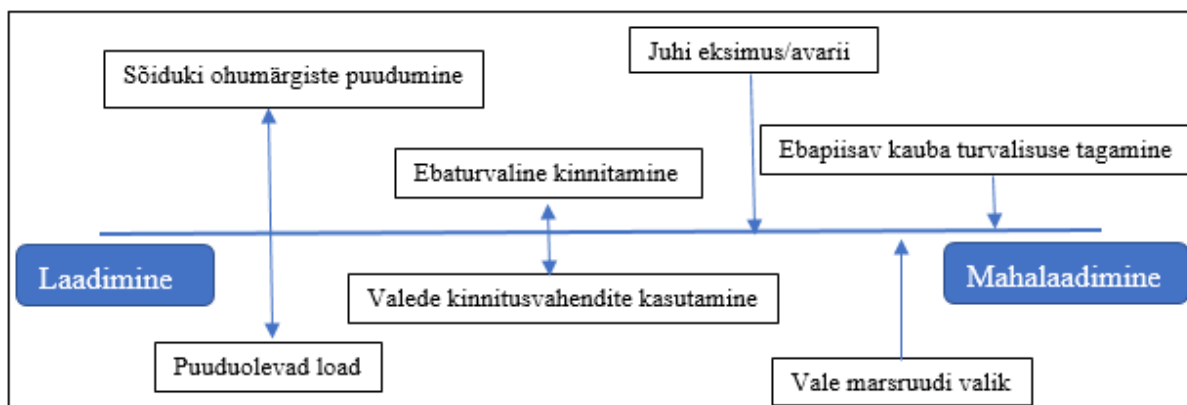 Juhi eksimus/avarii
Sõiduki ohumärgiste puudumine
Ebapiisav kauba turvalisuse tagamine
Ebaturvaline kinnitamine
Laadimine
Mahalaadimine
Valede kinnitusvahendite kasutamine
Puuduolevad load
Vale marsruudi valik